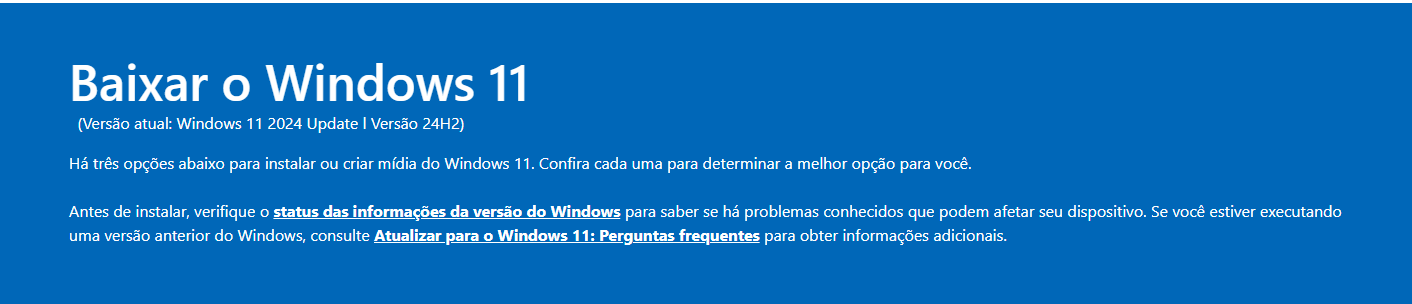 Baixar o Windows 11
(Versão atual: Windows 11 2024 Update l Versão 24H2)
Há três opções abaixo para instalar ou criar mídia do Windows 11. Confira cada uma para determinar a melhor opção para você.
Antes de instalar, verifique o status das informações da versão do Windows para saber se há problemas conhecidos que podem afetar seu dispositivo. Se você estiver executando
uma versão anterior do Windows, consulte Atualizar para o Windows 11: Perguntas frequentes para obter informações adicionais.